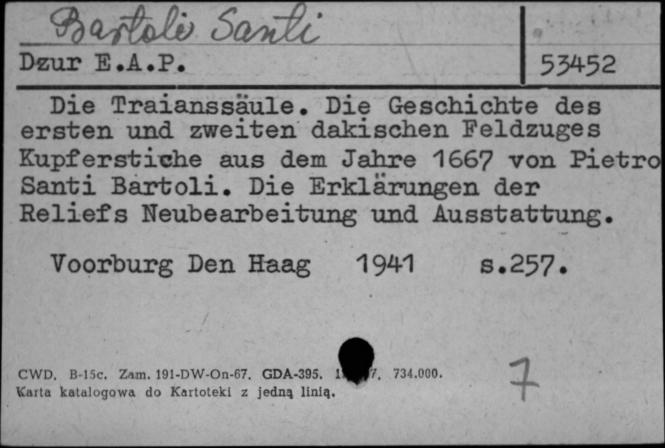 Bartoli Santi
Dzur E.A.P.
53452
Die Traianssäule. Die Geschichte des
ersten und zweiten dakischen Feldzuges
Kupferstiche aus dem Jahre 1667 von Pietro
Santi Bartoli. Die Erklärungen der
Reliefs Neubearbeitung und Ausstattung.
Voorburg Den Haag 1941 s.257.
CWD. B-15c. Zam. 191-DW-On-67. GDA-395. 734.000.
Karta katalogowa do Kartoteki z jedną linią.
7